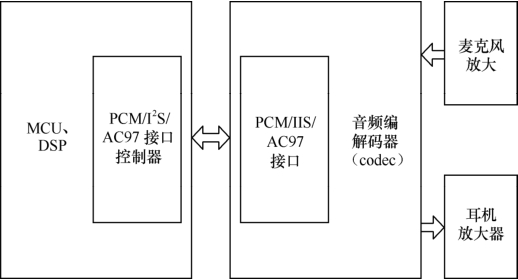 MCU、
DSP
PCM/I²S/
AC97 接口
控制器
PCM/IIS/
AC97
接口
音频编
解码器
（codec）
麦克风
放大
耳机
放大器